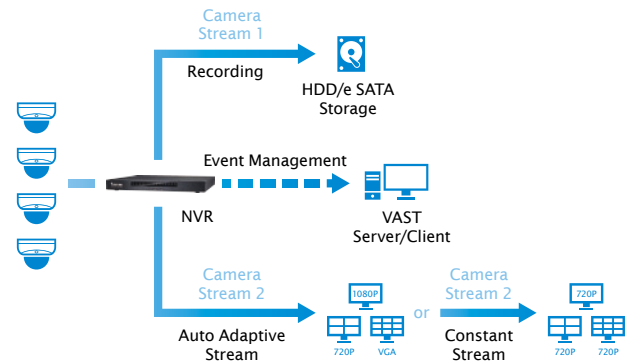 Camera
Stream 1
Recording
HDD/e SATA
Storage
Event Management
NVR
VAST
Server/Client
Camera
Stream 2
Auto Adaptive
Stream
1080P
720P
VGA
or
Camera
Stream 2
Constant
Stream
720P
720P
720P